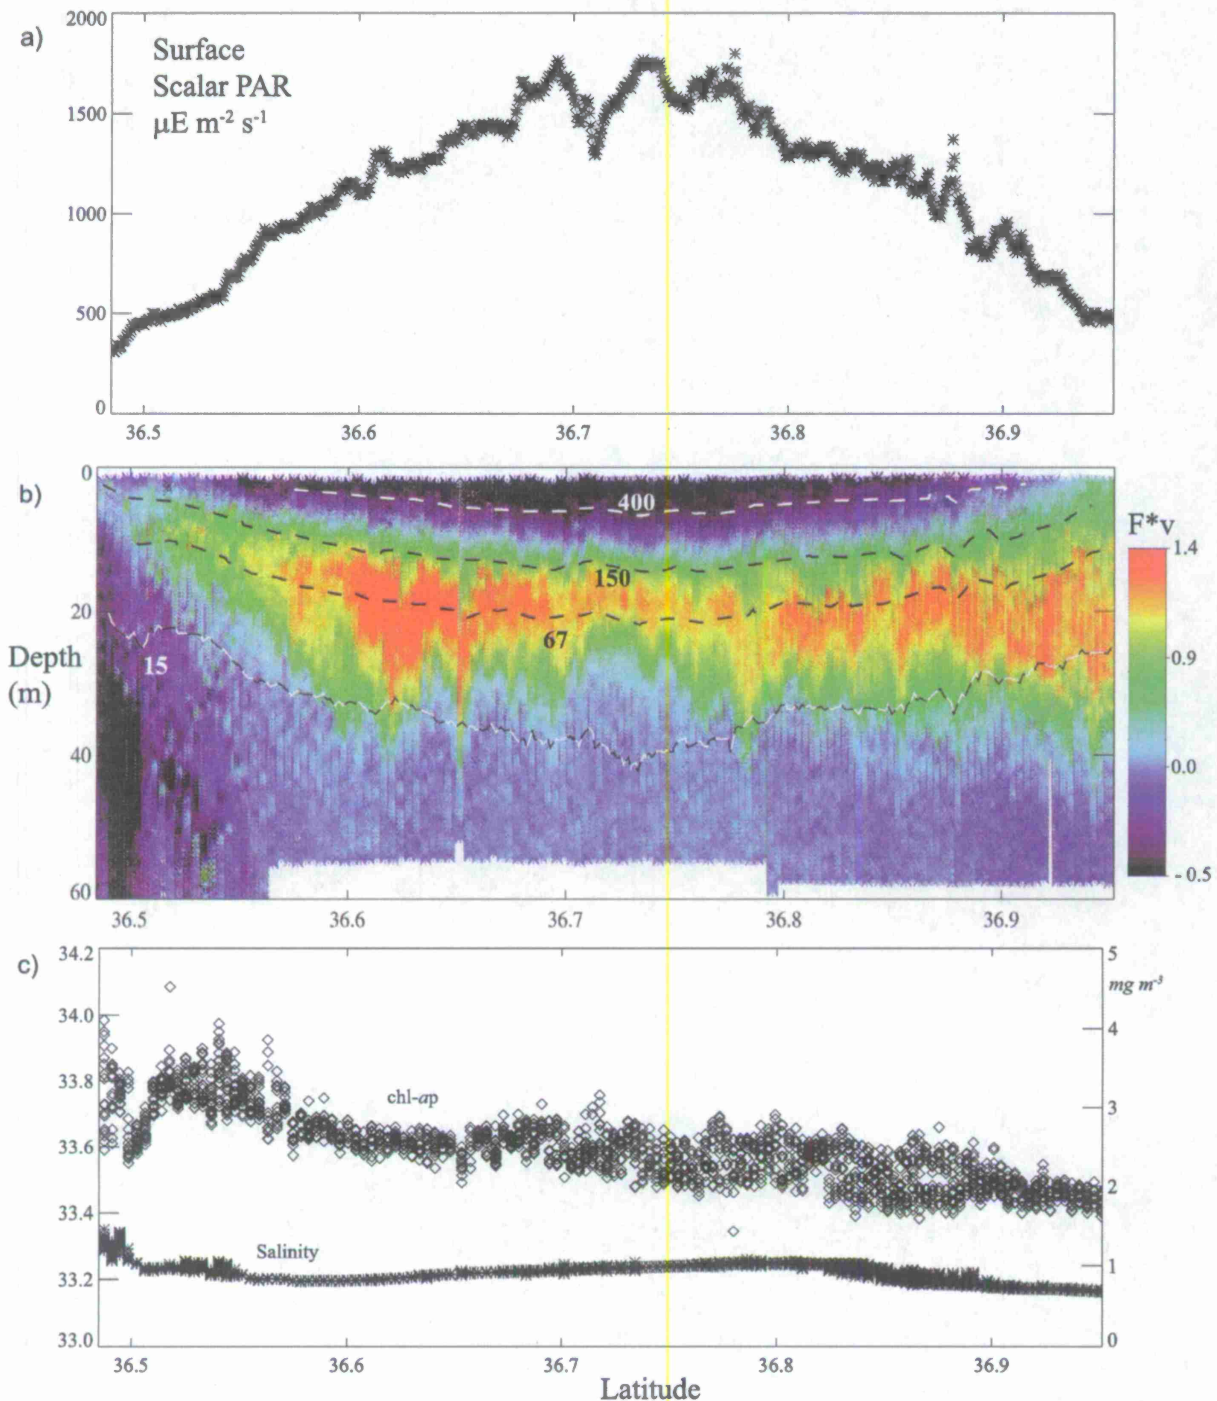 a)
Surface
Scalar PAR
μE m-2 s-1
2000
1500
1000
500
0
36.5 36.6 36.7 36.8 36.9
b)
Depth
(m)
0
20
40
60
400
150
67
15
F*v
1.4
0.9
0.0
- 0.5
36.5 36.6 36.7 36.8 36.9
c)
34.2
34.0
33.8
33.6
33.4
33.2
33.0
chl-ap
Salinity
5
mg m-3
4
3
2
1
0
36.5 36.6 36.7 36.8 36.9
Latitude